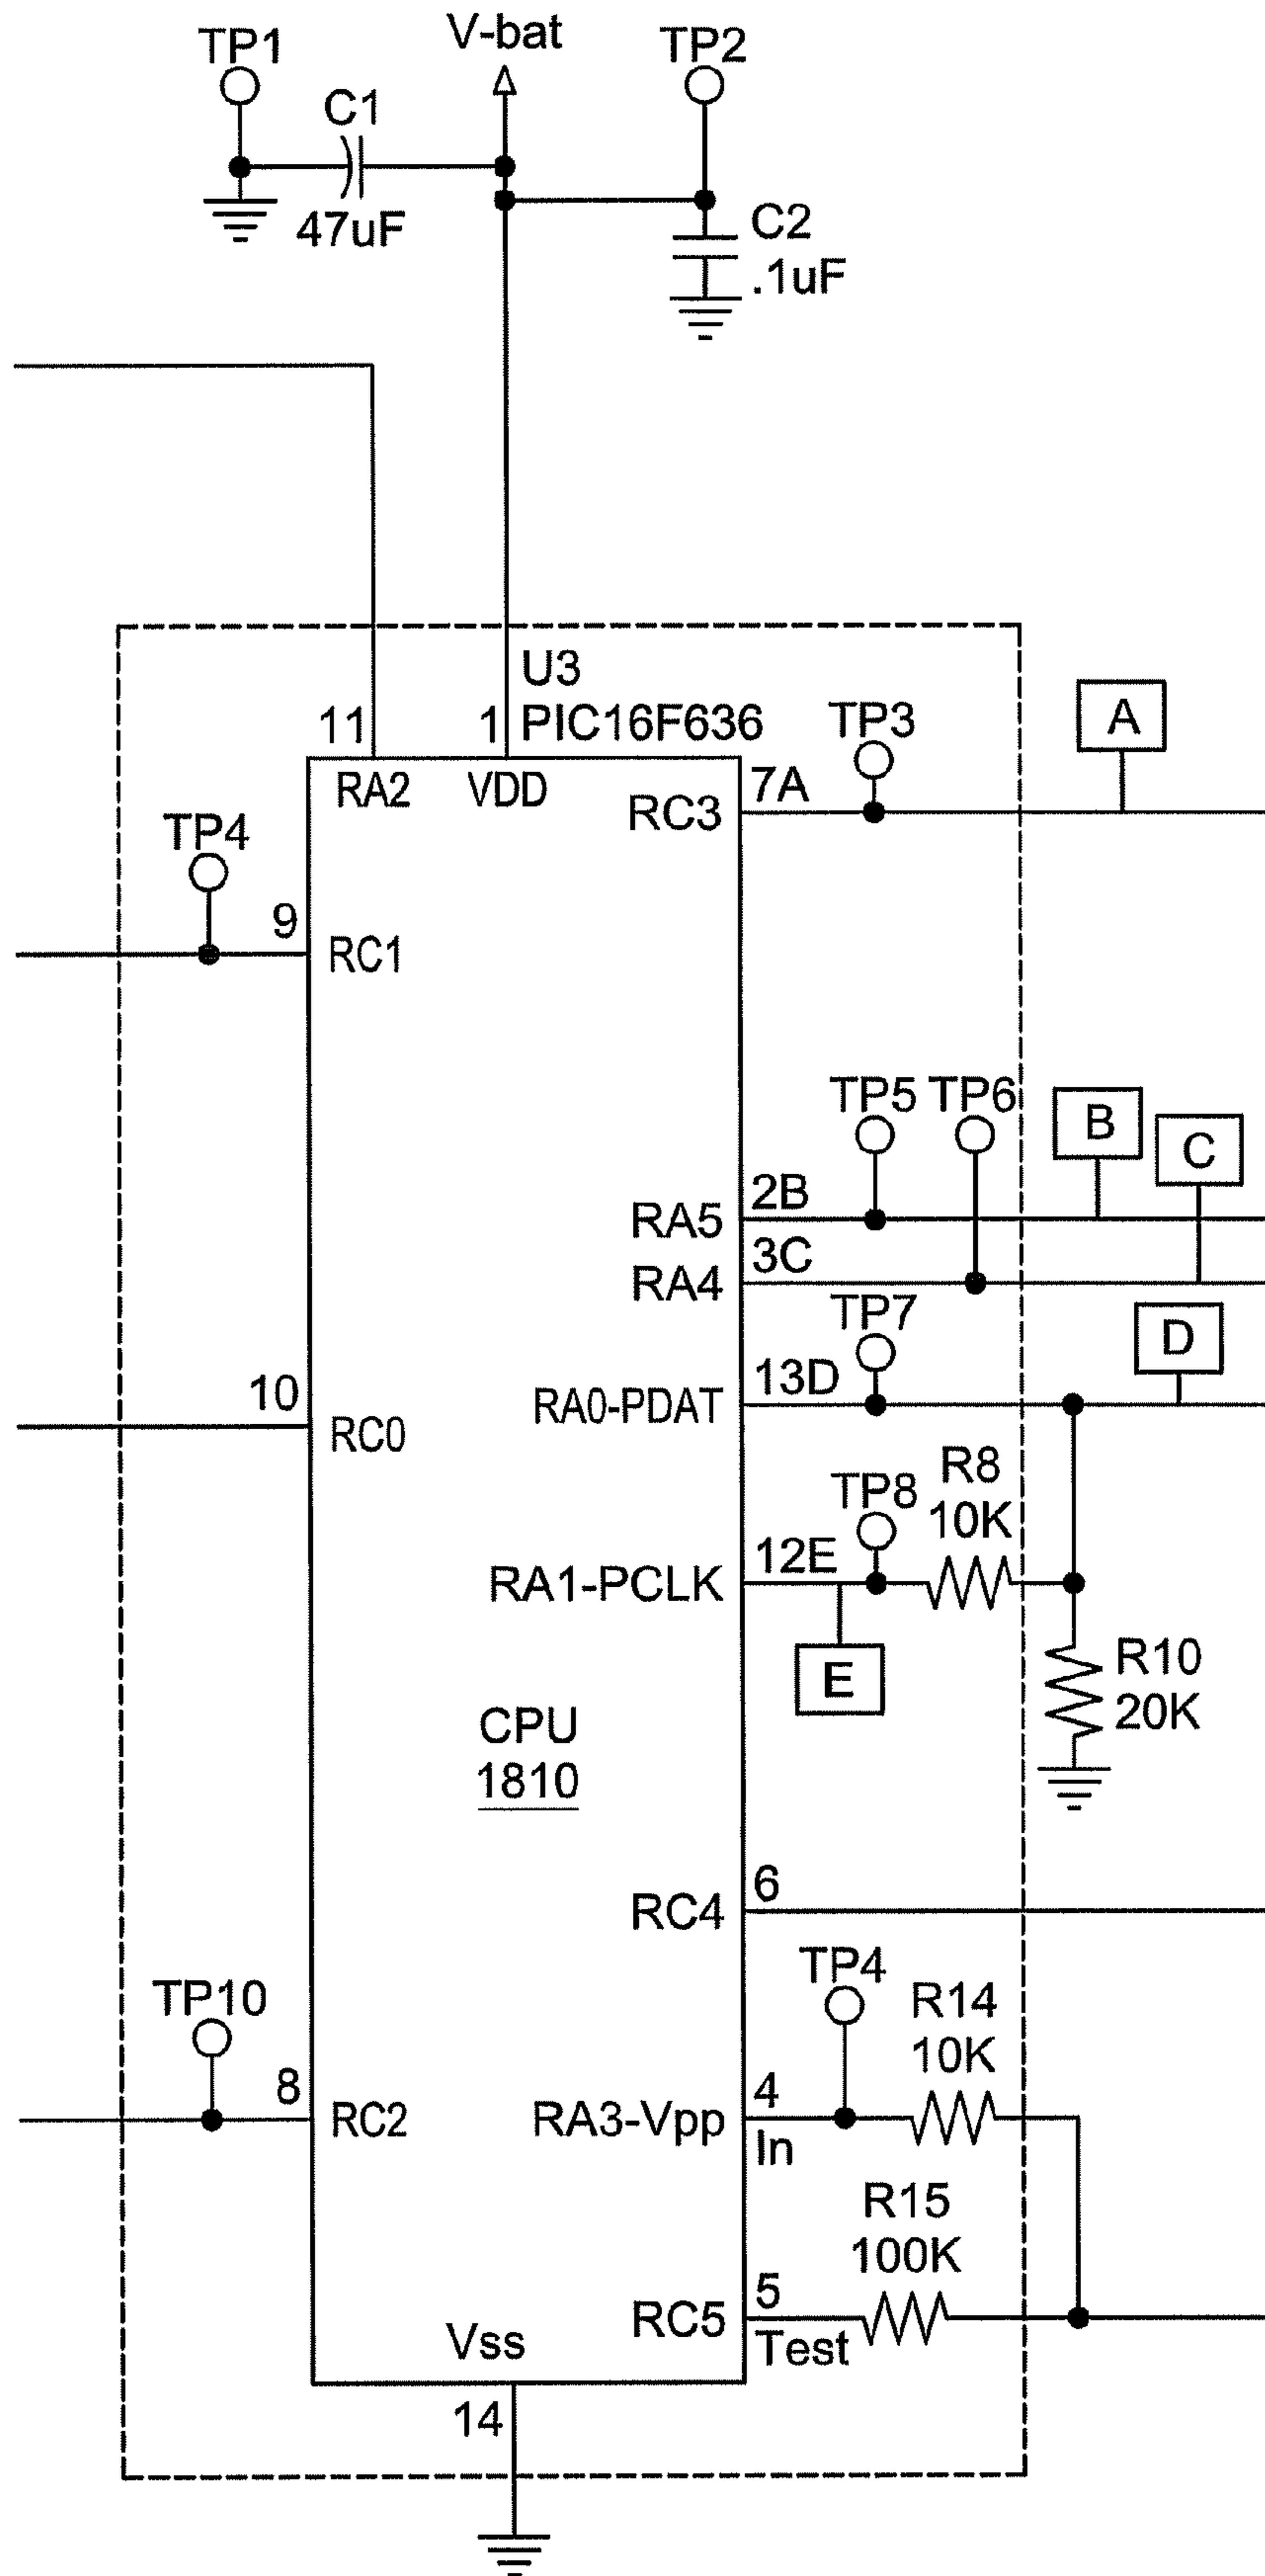 TP1
V-bat
TP2
C1
47uF
C2
.1uF
U3
11
1
PIC16F636
TP3
A
RA2
VDD
7A
RC3
TP4
9
RC1
TP5
TP6
B
C
2B
RA5
3C
RA4
TP7
D
13D
10
RA0-PDAT
RC0
R8
TP8
10K
12E
RA1-PCLK
E
R10
20K
CPU
1810
6
RC4
TP4
R14
TP10
10K
8
4
RC2
RA3-Vpp
In
R15
100K
5
RC5
Vss
Test
14